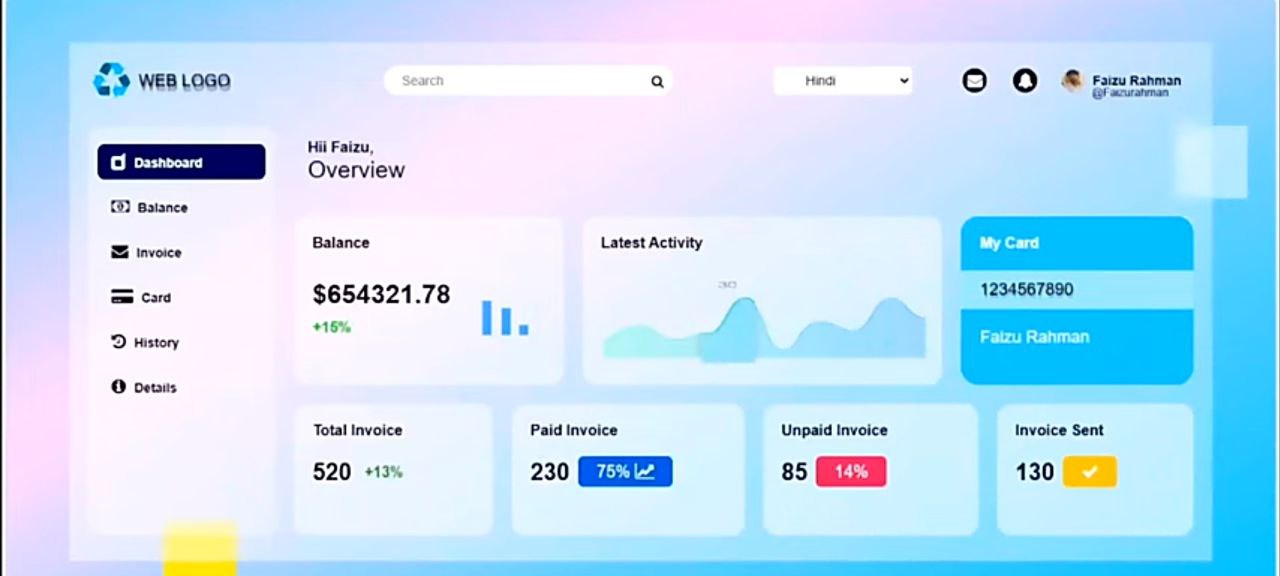 WEB LOGO
Search
Hindi
Faizu Rahman
@Faizurahman
Dashboard
Balance
Invoice
Card
History
Details
Hii Faizu,
Overview
Balance
$654321.78
+15%
Latest Activity
30
My Card
1234567890
Faizu Rahman
Total Invoice
520 +13%
Paid Invoice
230 75%
Unpaid Invoice
85 14%
Invoice Sent
130